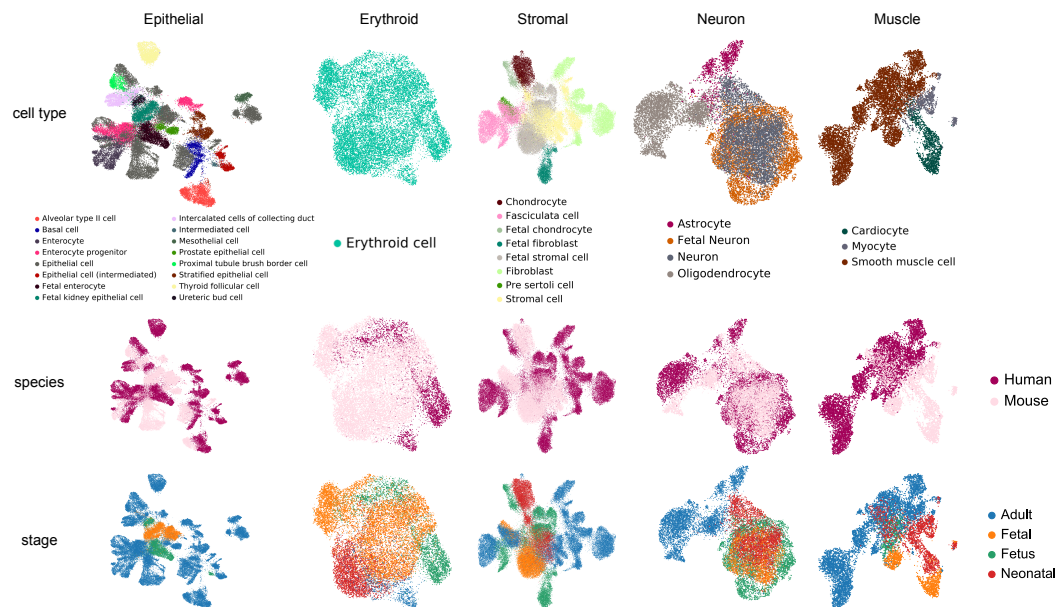 Epithelial
Erythroid
Stromal
Neuron
Muscle
cell type
Alveolar type II cell
Basal cell
Enterocyte
Enterocyte progenitor
Epithelial cell
Epithelial cell (intermediated)
Fetal enterocyte
Fetal kidney epithelial cell
Intercalated cells of collecting duct
Intermediated cell
Mesothelial cell
Prostate epithelial cell
Proximal tubule brush border cell
Stratified epithelial cell
Thyroid follicular cell
Ureteric bud cell
Erythroid cell
Chondrocyte
Fasciculata cell
Fetal chondrocyte
Fetal fibroblast
Fetal stromal cell
Fibroblast
Pre sertoli cell
Stromal cell
Astrocyte
Fetal Neuron
Neuron
Oligodendrocyte
Cardiocyte
Myocyte
Smooth muscle cell
species
Human
Mouse
stage
Adult
Fetal
Fetus
Neonatal